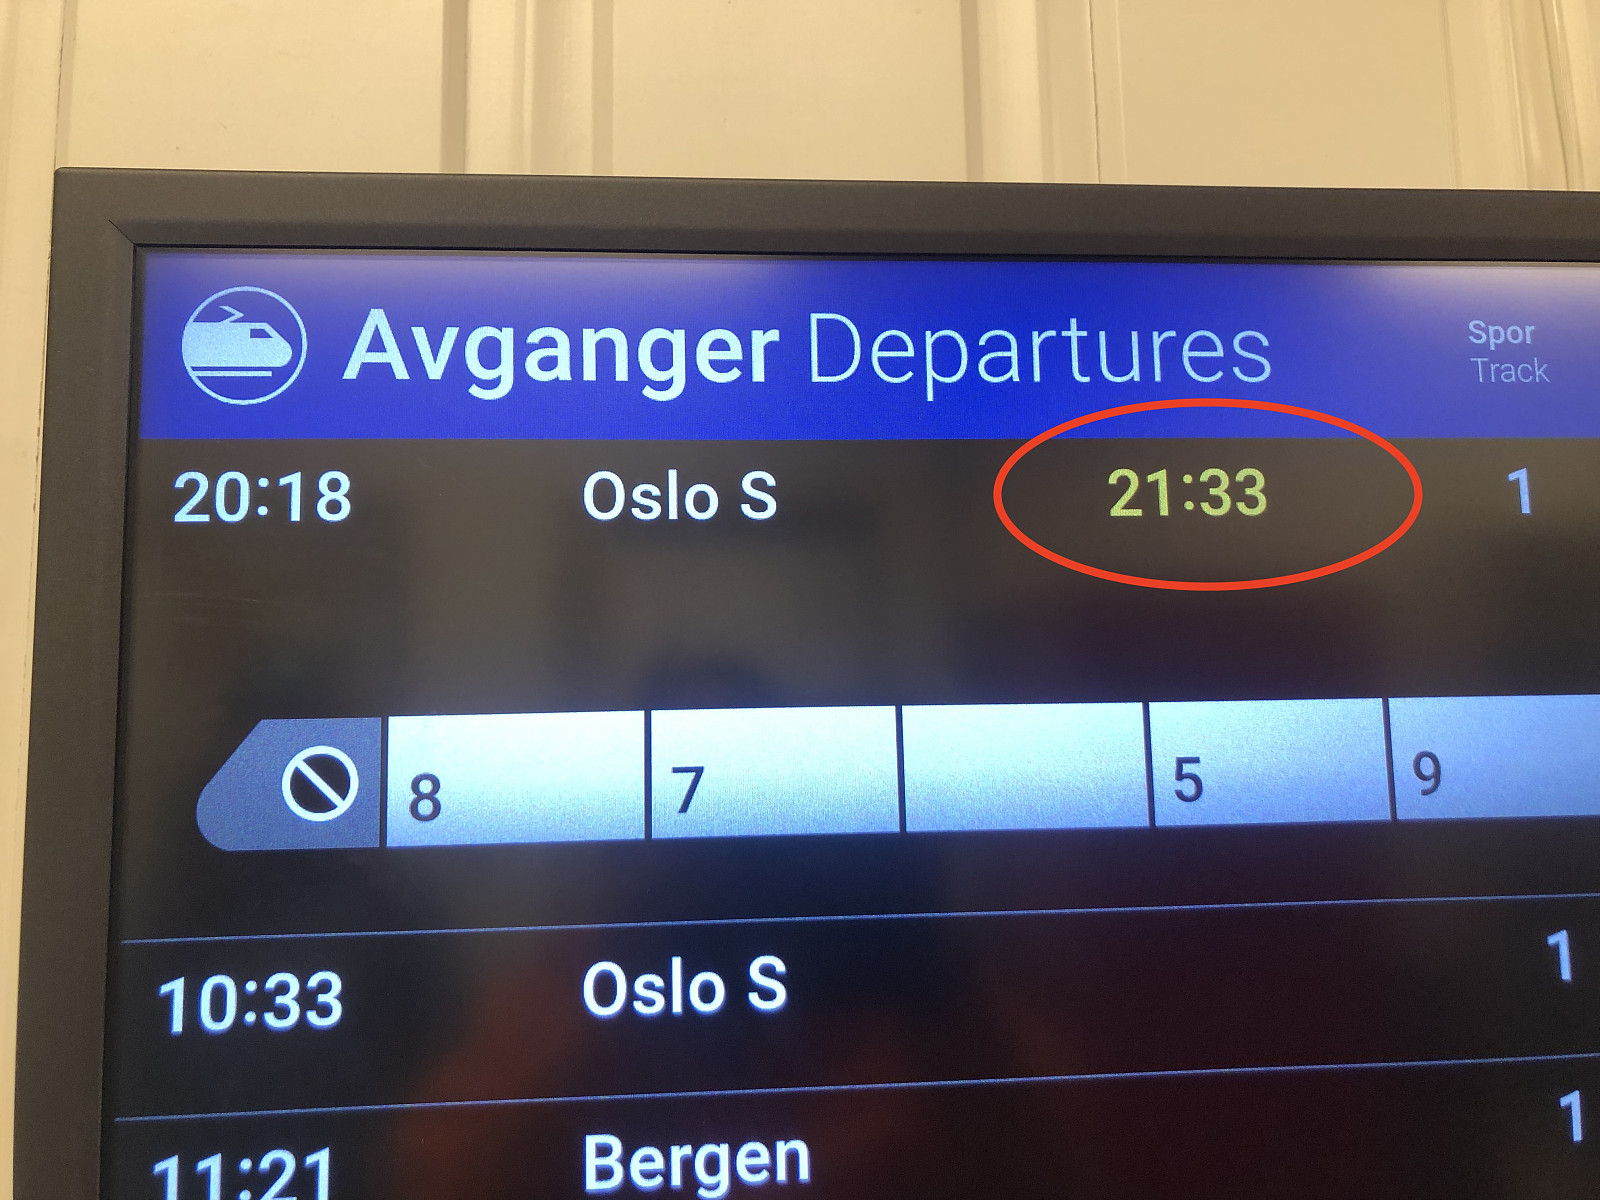 Avganger Departures
Spor
Track
20:18 Oslo S 21:33 1
8 7 5 9
10:33 Oslo S 1
11:21 Bergen 1